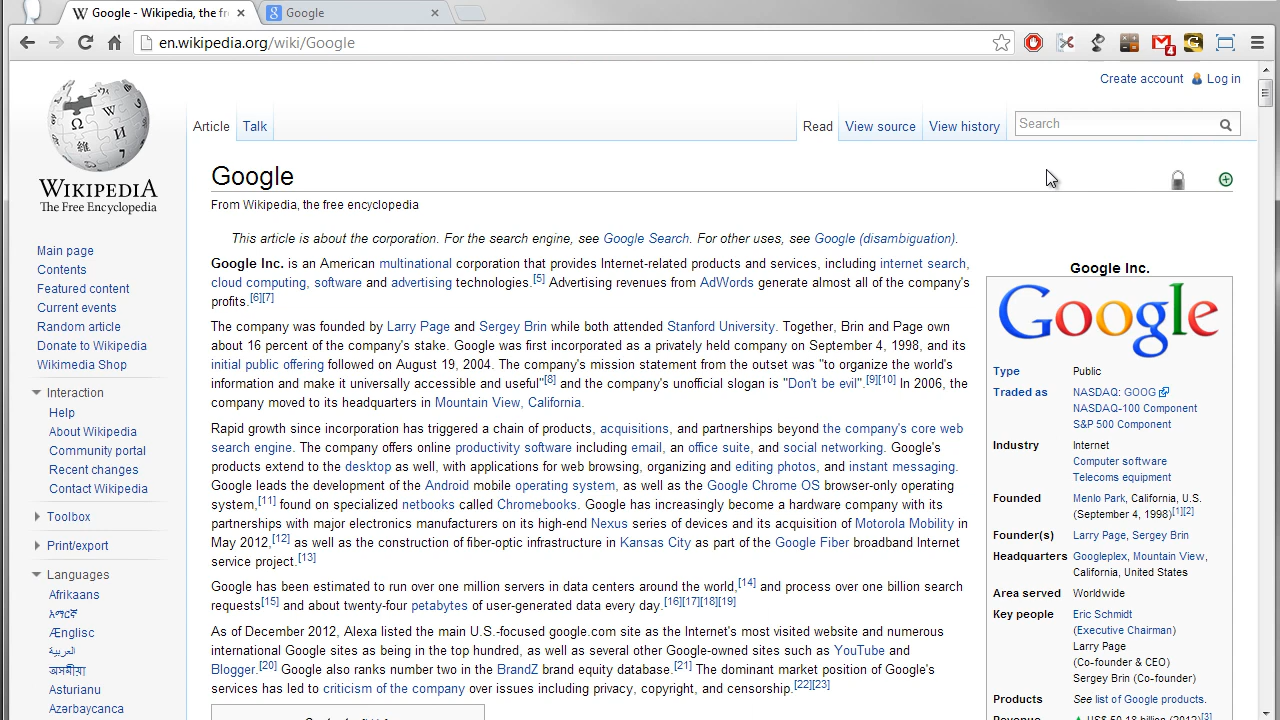 Google - Wikipedia, the fr
Google
en.wikipedia.org/wiki/Google
4
Create account Log in
WIKIPEDIA
The Free Encyclopedia
Article Talk
Read View source View history
Search
Main page
Contents
Featured content
Current events
Random article
Donate to Wikipedia
Wikimedia Shop
Interaction
Help
About Wikipedia
Community portal
Recent changes
Contact Wikipedia
Toolbox
Print/export
Languages
Afrikaans
አማርኛ
Ænglisc
العربية
অসমীয়া
Asturianu
Azərbaycanca
Google
From Wikipedia, the free encyclopedia
This article is about the corporation. For the search engine, see Google Search. For other uses, see Google (disambiguation).
Google Inc. is an American multinational corporation that provides Internet-related products and services, including internet search,
cloud computing, software and advertising technologies.[5] Advertising revenues from AdWords generate almost all of the company's
profits.[6][7]
The company was founded by Larry Page and Sergey Brin while both attended Stanford University. Together, Brin and Page own
about 16 percent of the company's stake. Google was first incorporated as a privately held company on September 4, 1998, and its
initial public offering followed on August 19, 2004. The company's mission statement from the outset was "to organize the world's
information and make it universally accessible and useful"[8] and the company's unofficial slogan is "Don't be evil".[9][10] In 2006, the
company moved to its headquarters in Mountain View, California.
Rapid growth since incorporation has triggered a chain of products, acquisitions, and partnerships beyond the company's core web
search engine. The company offers online productivity software including email, an office suite, and social networking. Google's
products extend to the desktop as well, with applications for web browsing, organizing and editing photos, and instant messaging.
Google leads the development of the Android mobile operating system, as well as the Google Chrome OS browser-only operating
system,[11] found on specialized netbooks called Chromebooks. Google has increasingly become a hardware company with its
partnerships with major electronics manufacturers on its high-end Nexus series of devices and its acquisition of Motorola Mobility in
May 2012,[12] as well as the construction of fiber-optic infrastructure in Kansas City as part of the Google Fiber broadband Internet
service project.[13]
Google has been estimated to run over one million servers in data centers around the world,[14] and process over one billion search
requests[15] and about twenty-four petabytes of user-generated data every day.[16][17][18][19]
As of December 2012, Alexa listed the main U.S.-focused google.com site as the Internet's most visited website and numerous
international Google sites as being in the top hundred, as well as several other Google-owned sites such as YouTube and
Blogger.[20] Google also ranks number two in the BrandZ brand equity database.[21] The dominant market position of Google's
services has led to criticism of the company over issues including privacy, copyright, and censorship.[22][23]
Google Inc.
Google
Type Public
Traded as NASDAQ: GOOG
NASDAQ-100 Component
S&P 500 Component
Industry Internet
Computer software
Telecoms equipment
Founded Menlo Park, California, U.S.
(September 4, 1998)[1][2]
Founder(s) Larry Page, Sergey Brin
Headquarters Googleplex, Mountain View,
California, United States
Area served Worldwide
Key people Eric Schmidt
(Executive Chairman)
Larry Page
(Co-founder & CEO)
Sergey Brin (Co-founder)
Products See list of Google products.
Revenue US$ 50.18 billion (2012)[3]